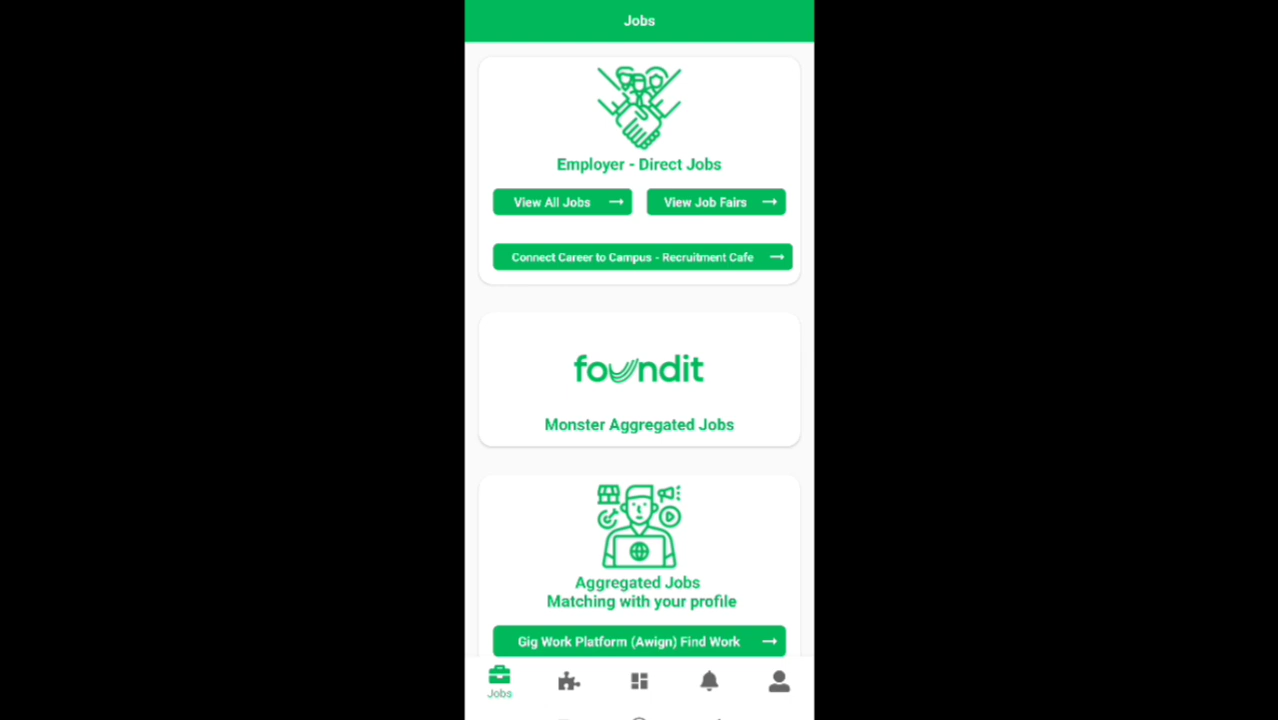 Jobs
Employer - Direct Jobs
View All Jobs
View Job Fairs
Connect Career to Campus - Recruitment Cafe
foundit
Monster Aggregated Jobs
Aggregated Jobs
Matching with your profile
Gig Work Platform (Awign) Find Work
Jobs